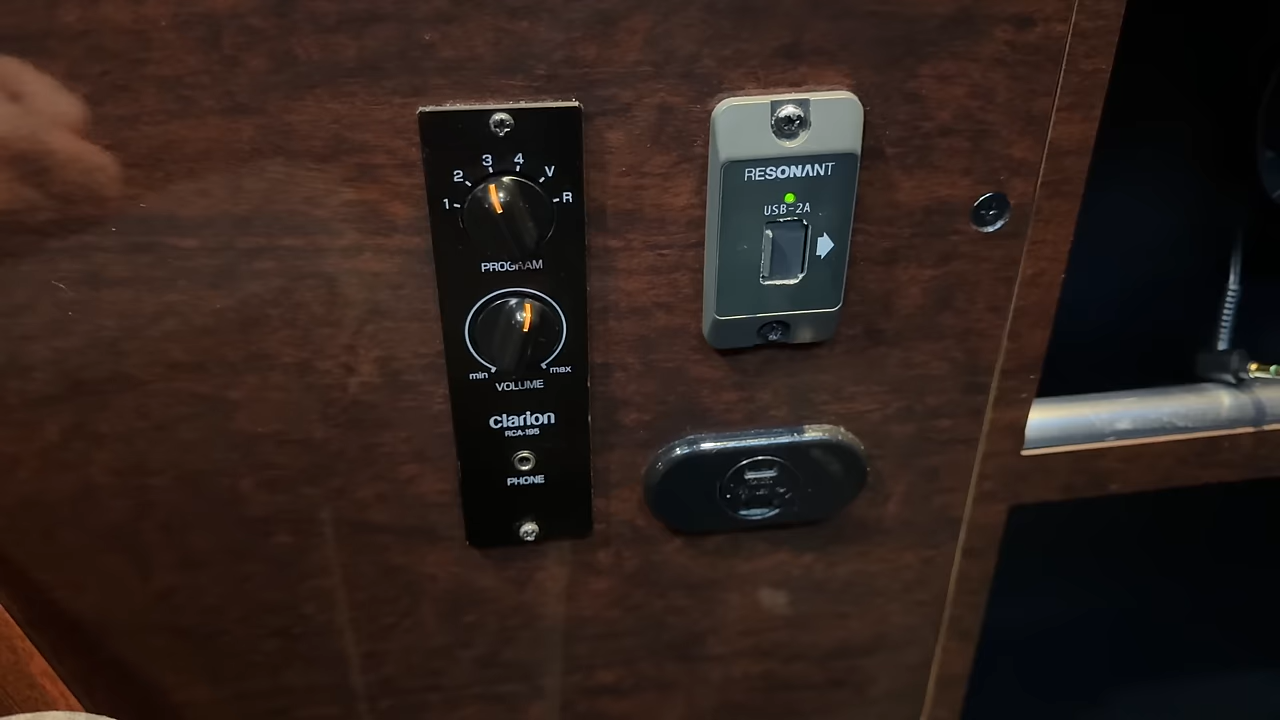 1
2
3
4
V
R
PROGRAM
min
max
VOLUME
clarion
RCA-195
PHONE
RESONANT
USB-2A